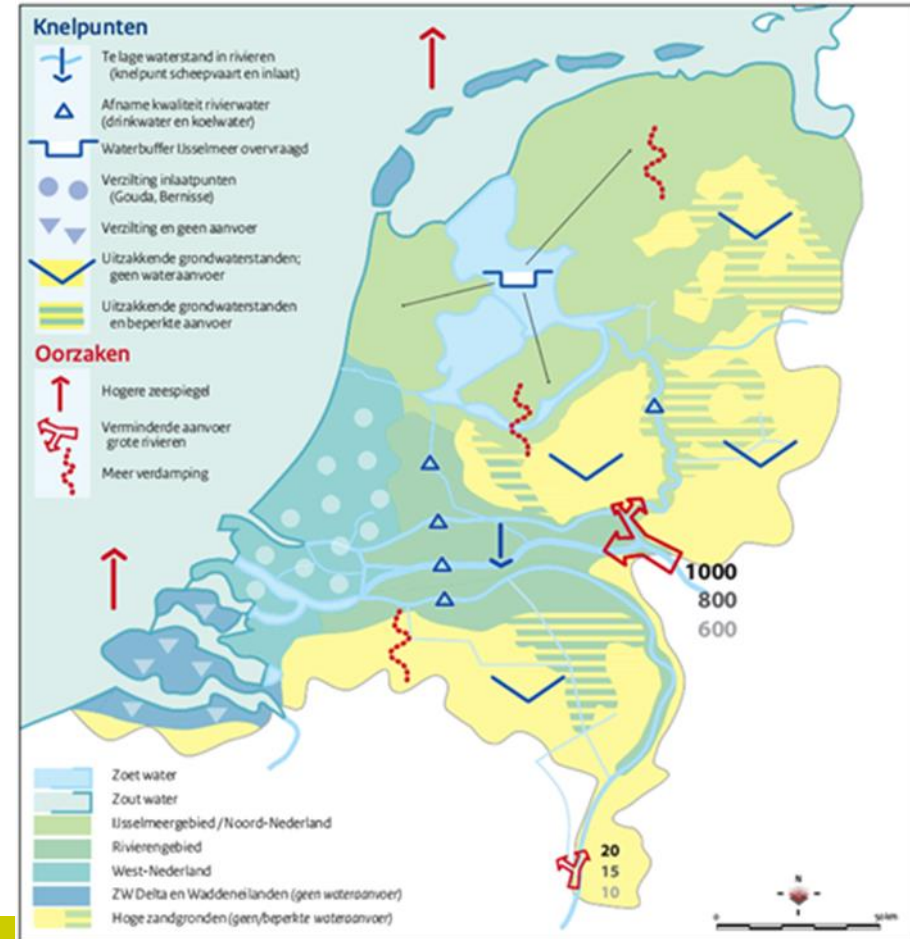 Knelpunten
Te lage waterstand in rivieren
(knelpunt scheepvaart en inlaat)
Afname kwaliteit rivierwater
(drinkwater en koelwater)
Waterbuffer IJsselmeer overvraagd
Verzilting inlaatpunten
(Gouda, Bernisse)
Verzilting en geen aanvoer
Uitzakkende grondwaterstanden;
geen wateraanvoer
Uitzakkende grondwaterstanden
en beperkte aanvoer
Oorzaken
Hogere zeespiegel
Verminderde aanvoer
grote rivieren
Meer verdamping
1000
800
600
Zoet water
Zout water
IJsselmeergebied / Noord-Nederland
Rivierengebied
West-Nederland
ZW Delta en Waddeneilanden (geen wateraanvoer)
Hoge zandgronden (geen/beperkte wateraanvoer)
20
15
10
N
0 50 km